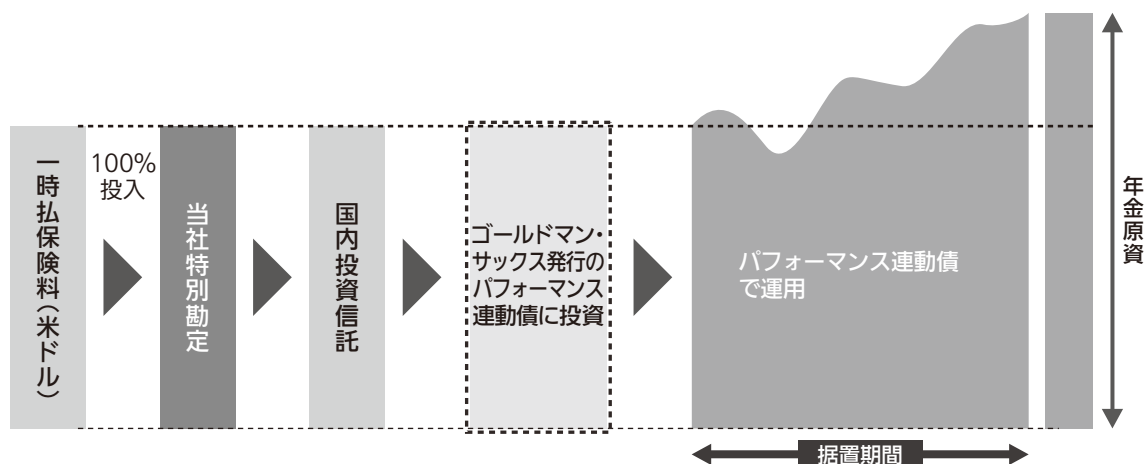 一時払保険料(米ドル)
100%
投入
当社特別勘定
国内投資信託
ゴールドマン・
サックス発行の
パフォーマンス
連動債に投資
パフォーマンス連動債
で運用
年金原資
据置期間